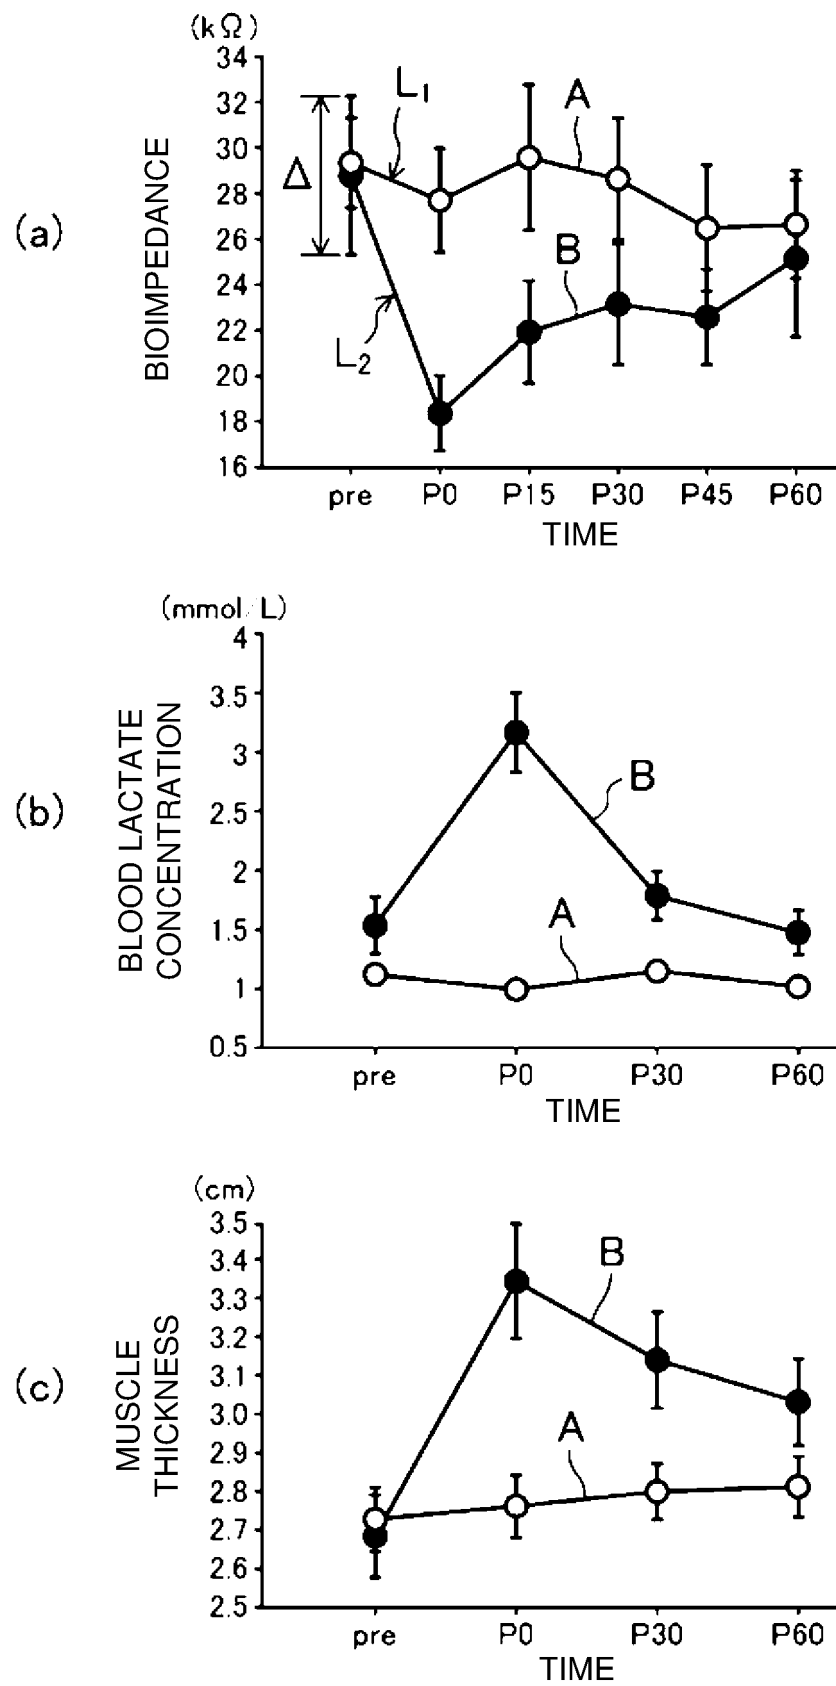 (kΩ)
34
32
30
28
26
24
22
20
18
16
BIOIMPEDANCE
(a)
Δ
L1
L2
A
B
pre P0 P15 P30 P45 P60
TIME
(mmol/L)
4
3.5
3
2.5
2
1.5
1
0.5
BLOOD LACTATE
CONCENTRATION
(b)
B
A
pre P0 P30 P60
TIME
(cm)
3.5
3.4
3.3
3.2
3.1
3.0
2.9
2.8
2.7
2.6
2.5
MUSCLE
THICKNESS
(c)
B
A
pre P0 P30 P60
TIME